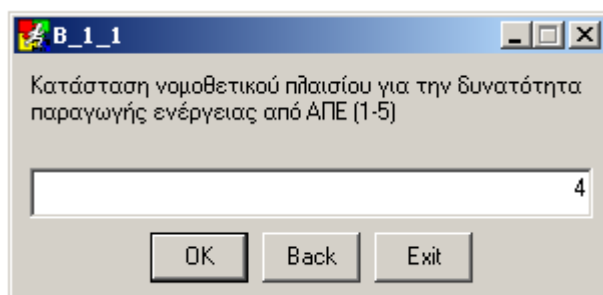 B_1_1
Κατάσταση νομοθετικού πλαισίου για την δυνατότητα
παραγωγής ενέργειας από ΑΠΕ (1-5)
4
OK Back Exit